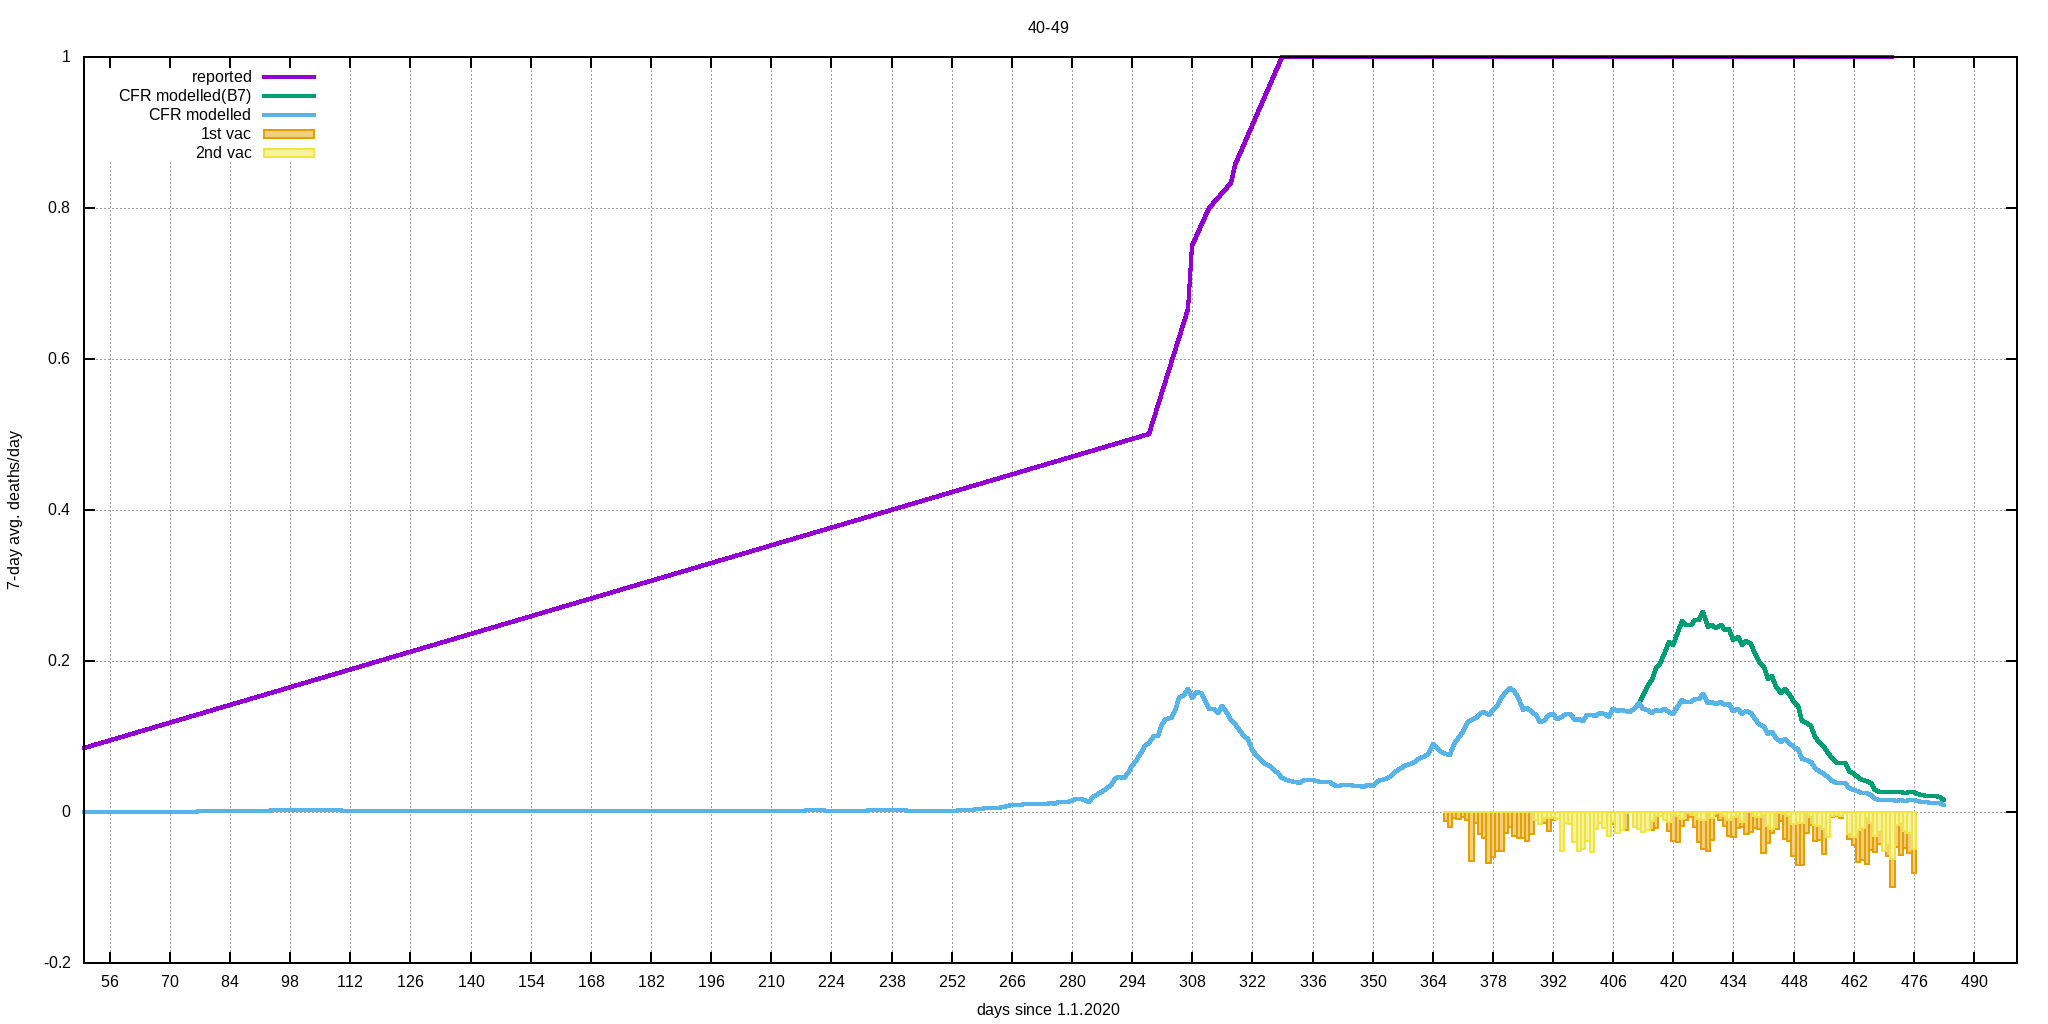 40-49
1
reported
CFR modelled(B7)
CFR modelled
1st vac
2nd vac
0.8
0.6
0.4
0.2
0
-0.2
7-day avg. deaths/day
56 70 84 98 112 126 140 154 168 182 196 210 224 238 252 266 280 294 308 322 336 350 364 378 392 406 420 434 448 462 476 490
days since 1.1.2020